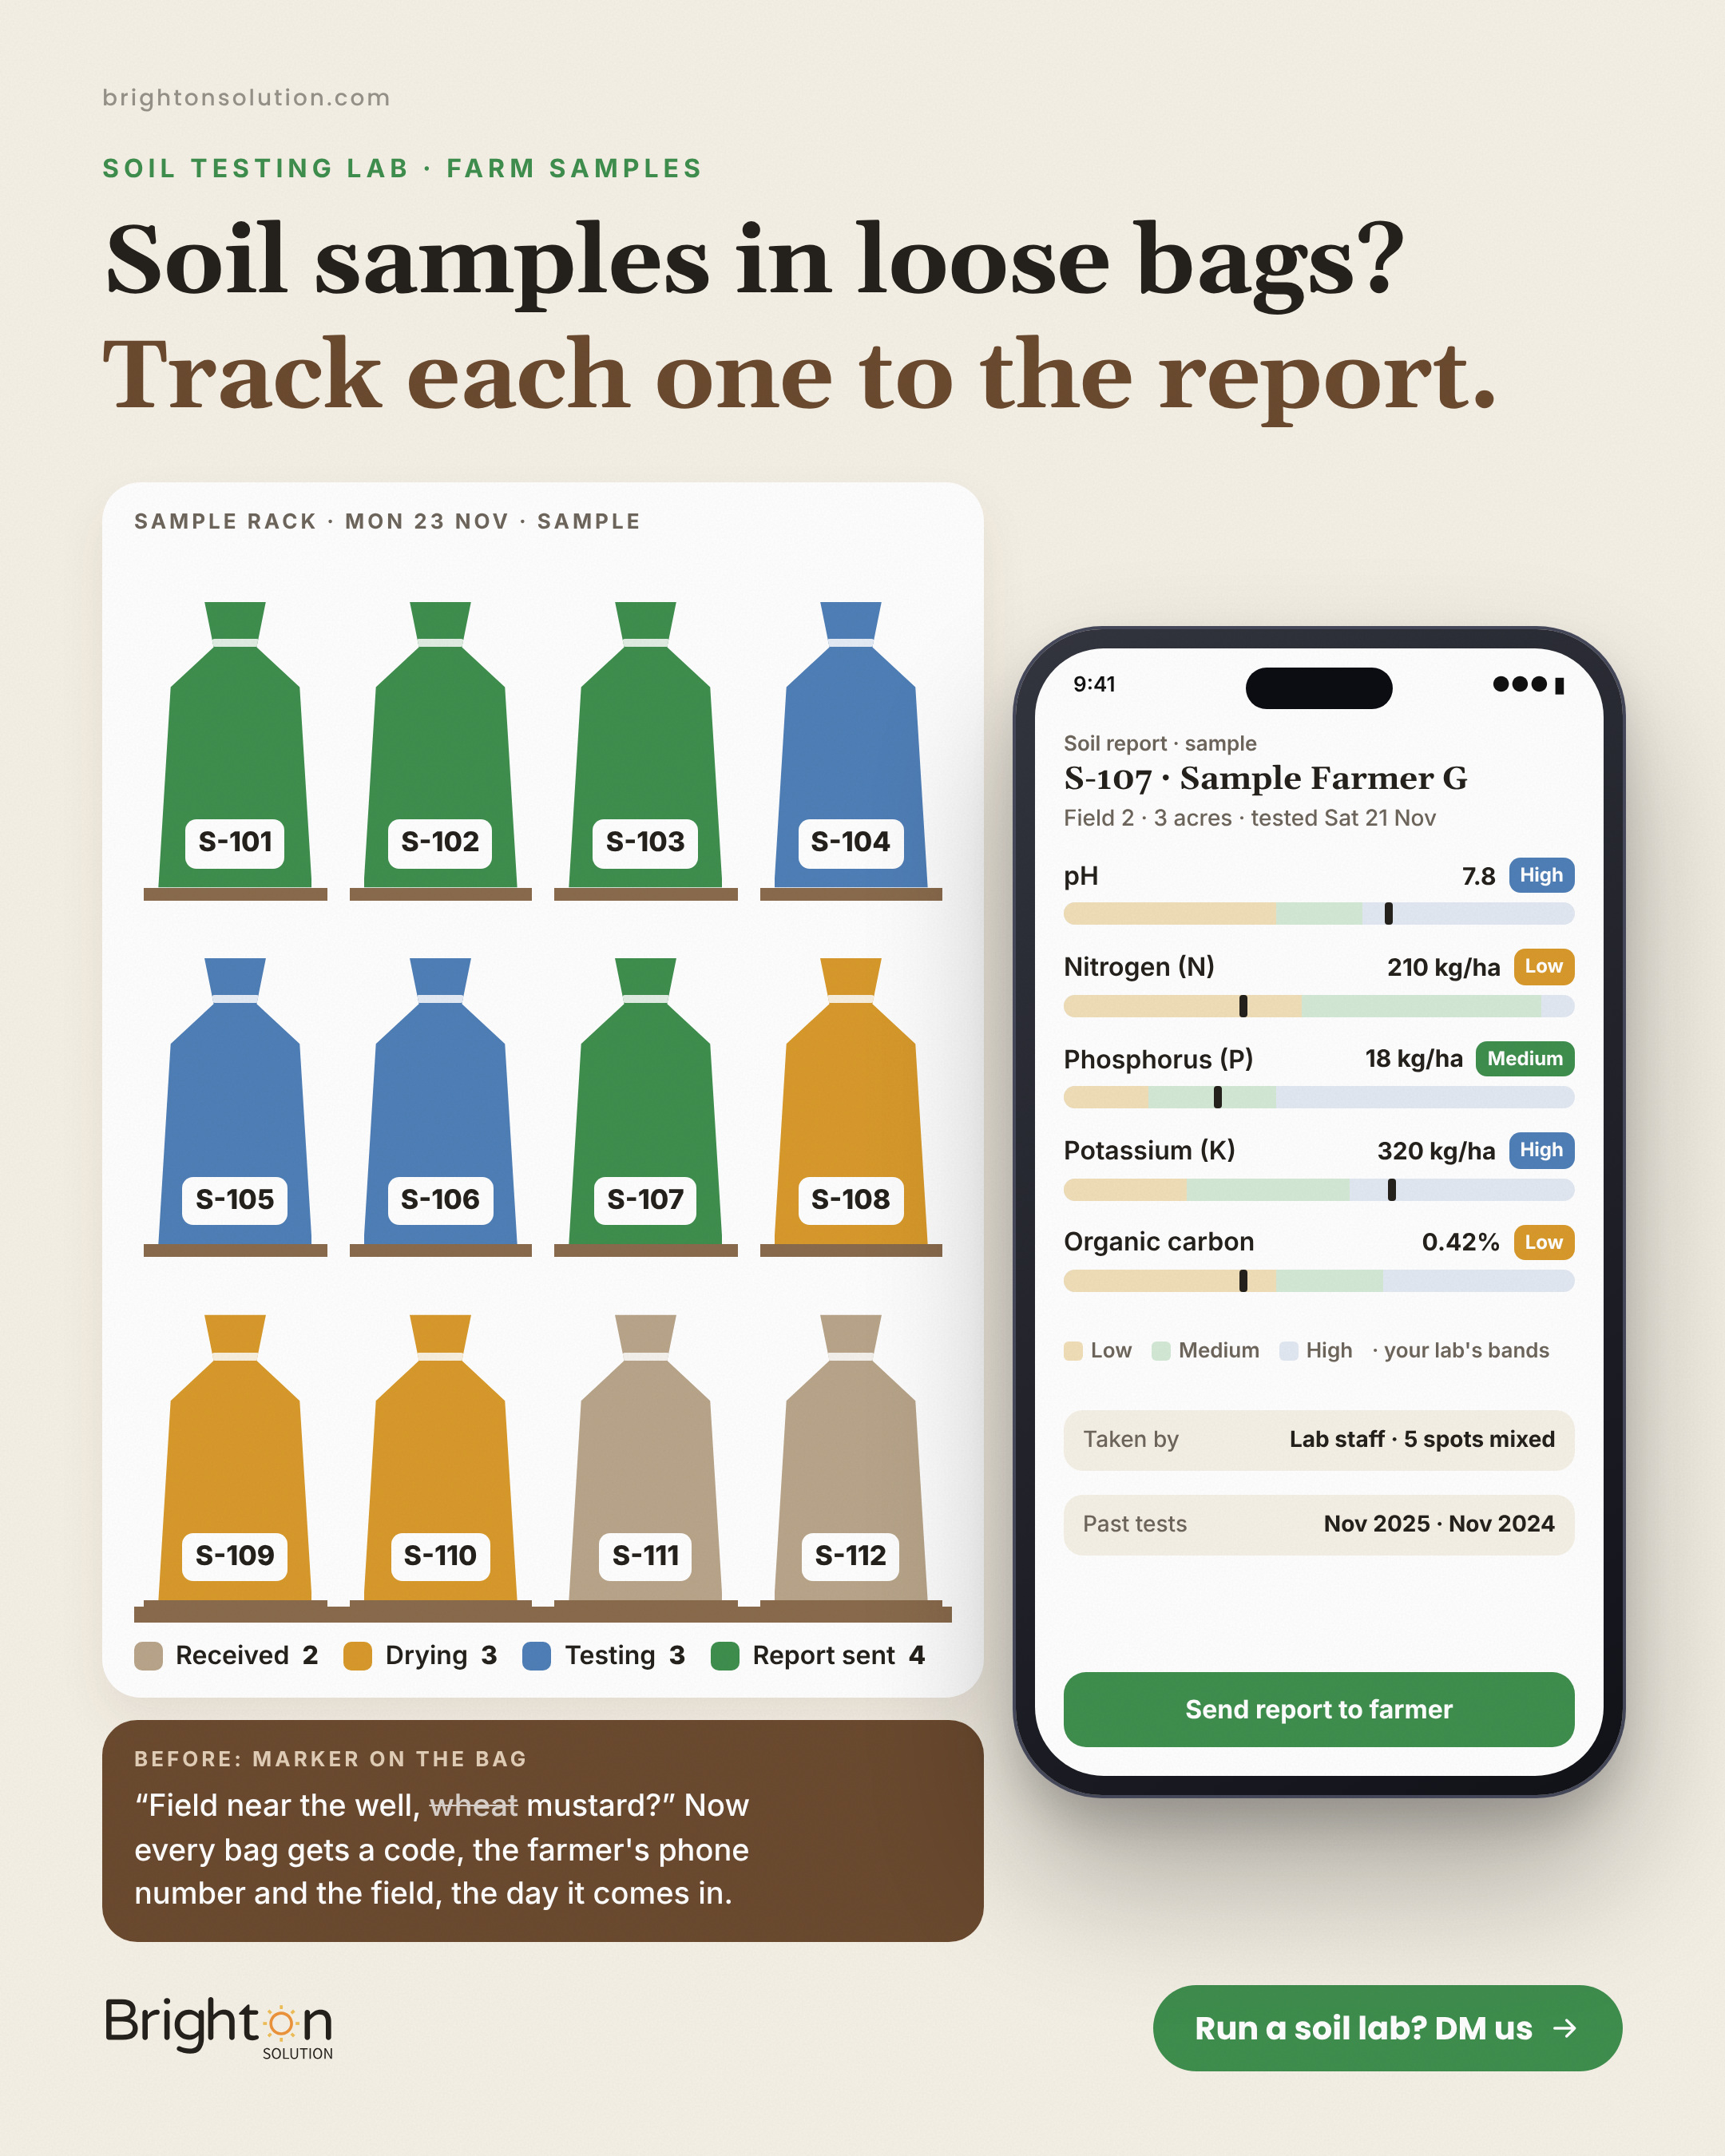 brightonsolution.com
SOIL TESTING LAB · FARM SAMPLES
Soil samples in loose bags?
Track each one to the report.
SAMPLE RACK · MON 23 NOV · SAMPLE
S-101 S-102 S-103 S-104
S-105 S-106 S-107 S-108
S-109 S-110 S-111 S-112
Received 2 Drying 3 Testing 3 Report sent 4
BEFORE: MARKER ON THE BAG
“Field near the well, wheat mustard?” Now
every bag gets a code, the farmer's phone
number and the field, the day it comes in.
9:41
Soil report · sample
S-107 · Sample Farmer G
Field 2 · 3 acres · tested Sat 21 Nov
pH 7.8 High
Nitrogen (N) 210 kg/ha Low
Phosphorus (P) 18 kg/ha Medium
Potassium (K) 320 kg/ha High
Organic carbon 0.42% Low
Low Medium High · your lab's bands
Taken by Lab staff · 5 spots mixed
Past tests Nov 2025 · Nov 2024
Send report to farmer
Brighton
SOLUTION
Run a soil lab? DM us →